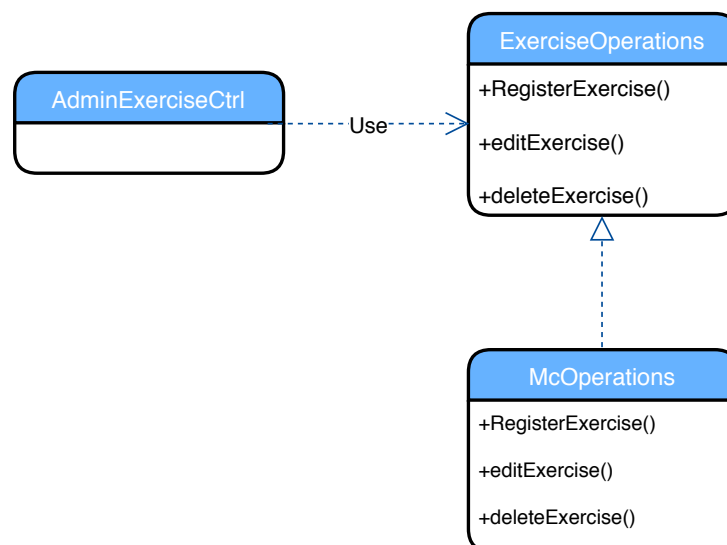 ExerciseOperations
+RegisterExercise()
+editExercise()
+deleteExercise()
AdminExerciseCtrl
Use
McOperations
+RegisterExercise()
+editExercise()
+deleteExercise()